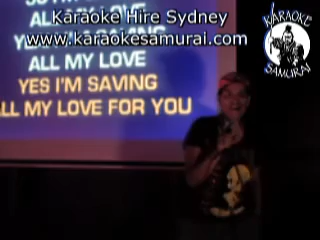 Karaoke Hire Sydney
www.karaokesamurai.com
KARAOKE
SAMURAI
ALL MY LOVE
YES I'M SAVING
ALL MY LOVE FOR YOU